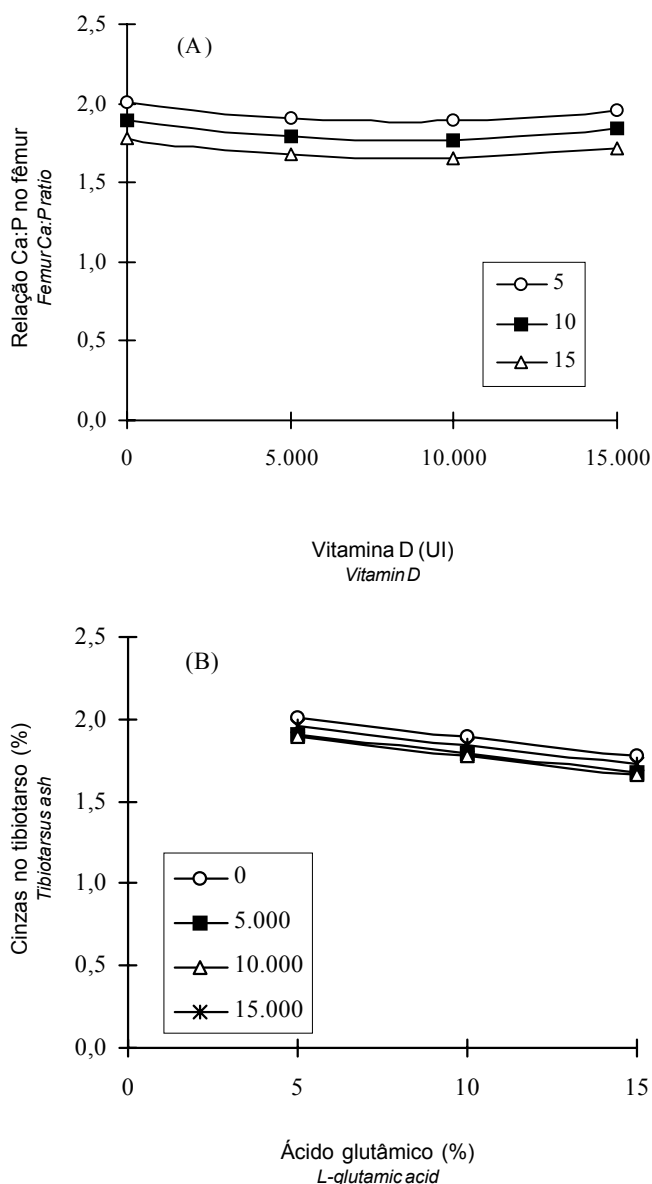 2,5
(A)
2,0
1,5
1,0
0,5
0,0
Relação Ca:P no fêmur
Femur Ca:P ratio
5
10
15
0
5.000
10.000
15.000
Vitamina D (UI)
Vitamin D
2,5
(B)
2,0
1,5
1,0
0,5
0,0
Cinzas no tibiotarso (%)
Tibiotarsus ash
0
5.000
10.000
15.000
0
5
10
15
Ácido glutâmico (%)
L-glutamic acid